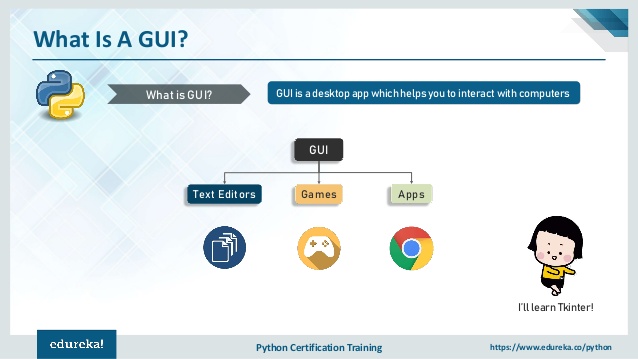 What Is A GUI?
What is GUI?
GUI is a desktop app which helps you to interact with computers
GUI
Text Editors
Games
Apps
I'll learn Tkinter!
edureka!
Python Certification Training
https://www.edureka.co/python